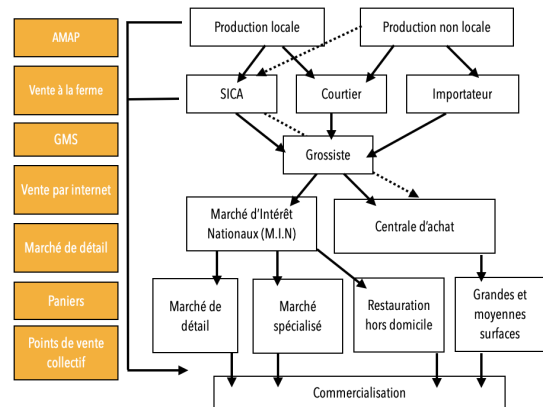 AMAP
Vente à la ferme
GMS
Vente par internet
Marché de détail
Paniers
Points de vente
collectif
Production locale
Production non locale
SICA
Courtier
Importateur
Grossiste
Marché d'Intérêt
Nationaux (M.I.N)
Centrale d'achat
Marché de
détail
Marché
spécialisé
Restauration
hors domicile
Grandes et
moyennes
surfaces
Commercialisation